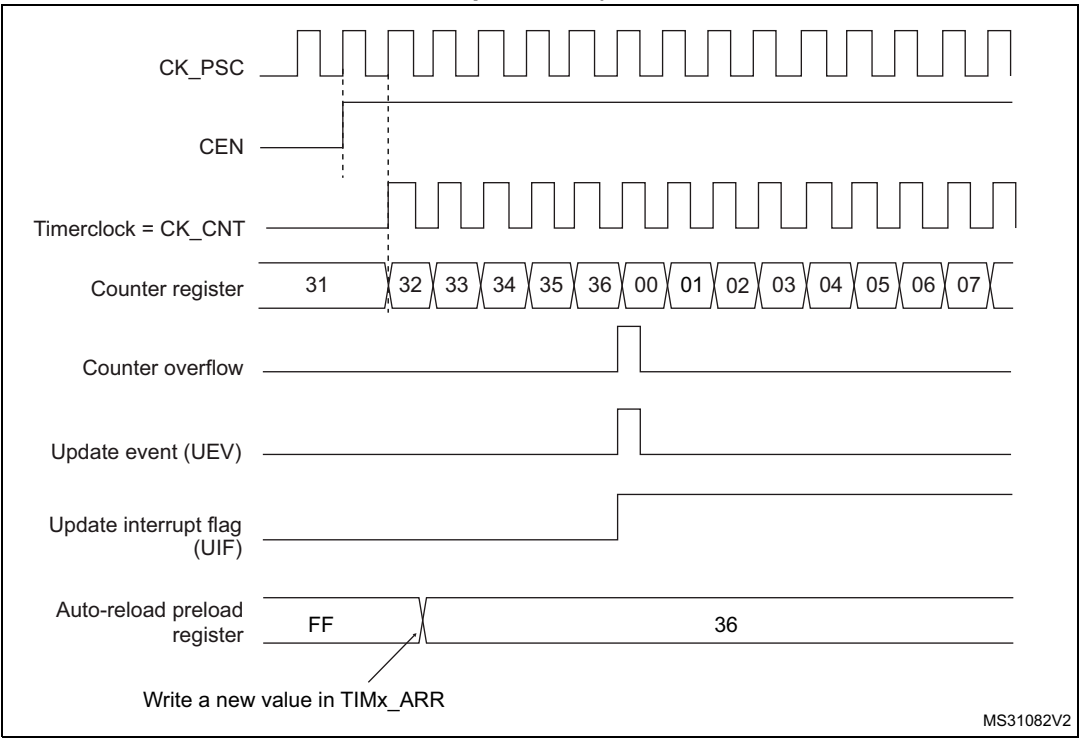 CK_PSC
CEN
Timerclock = CK_CNT
Counter register 31 32 33 34 35 36 00 01 02 03 04 05 06 07
Counter overflow
Update event (UEV)
Update interrupt flag
(UIF)
Auto-reload preload
register
FF 36
Write a new value in TIMx_ARR
MS31082V2